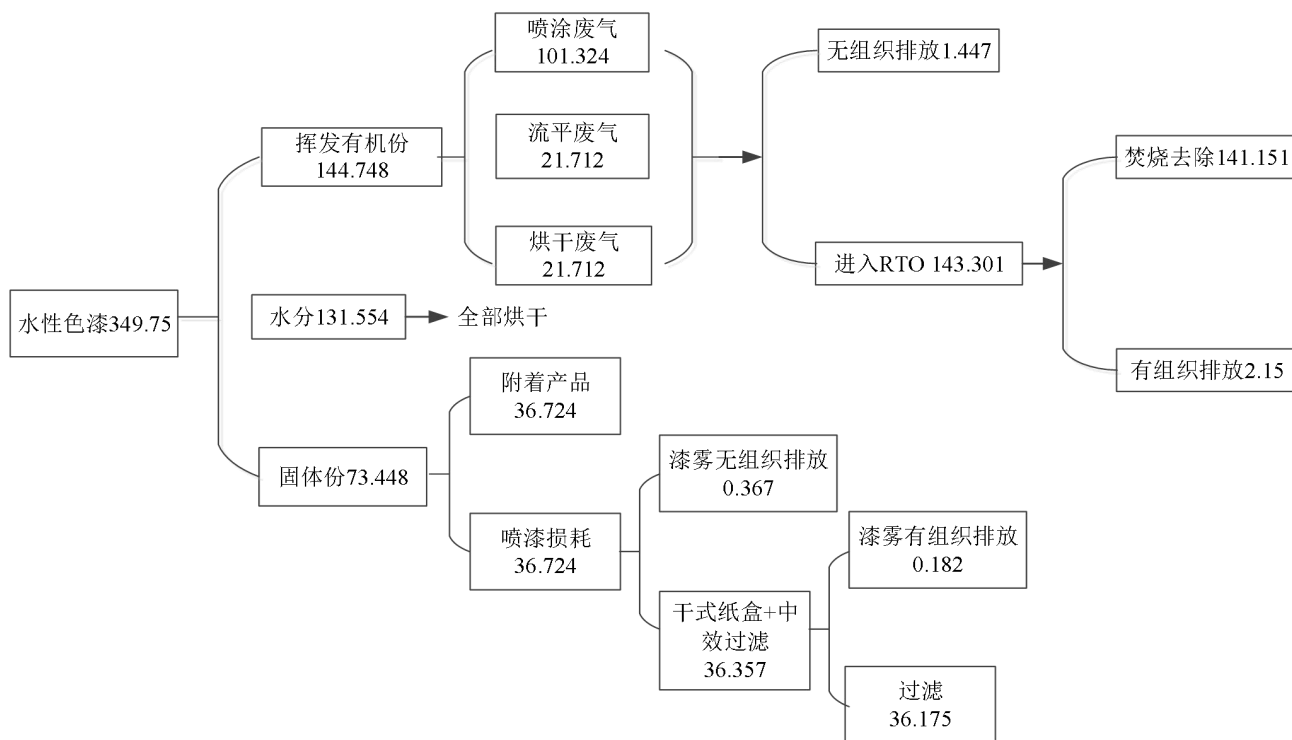 喷涂废气
101.324
无组织排放1.447
挥发有机份
144.748
流平废气
21.712
焚烧去除141.151
烘干废气
21.712
进入RTO 143.301
水性色漆349.75
水分131.554
全部烘干
附着产品
36.724
有组织排放2.15
固体份73.448
漆雾无组织排放
0.367
喷漆损耗
36.724
漆雾有组织排放
0.182
干式纸盒+中
效过滤
36.357
过滤
36.175